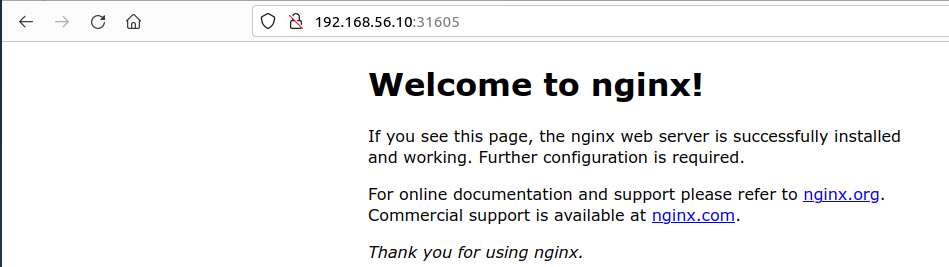 192.168.56.10:31605
Welcome to nginx!
If you see this page, the nginx web server is successfully installed
and working. Further configuration is required.
For online documentation and support please refer to nginx.org.
Commercial support is available at nginx.com.
Thank you for using nginx.